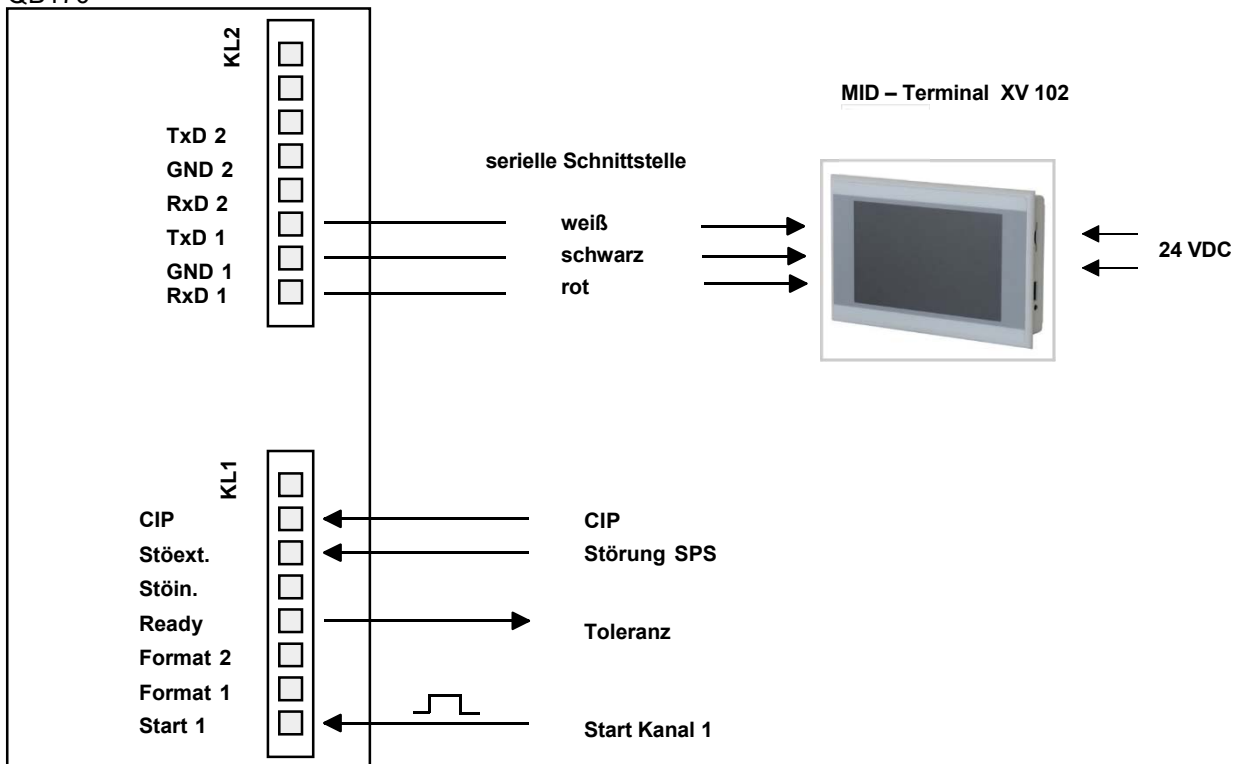 KL2
MID – Terminal XV 102
TxD 2
GND 2
RxD 2
TxD 1
GND 1
RxD 1
serielle Schnittstelle
weiß
schwarz
rot
24 VDC
KL1
CIP
Stöext.
Stöin.
Ready
Format 2
Format 1
Start 1
CIP
Störung SPS
Toleranz
Start Kanal 1